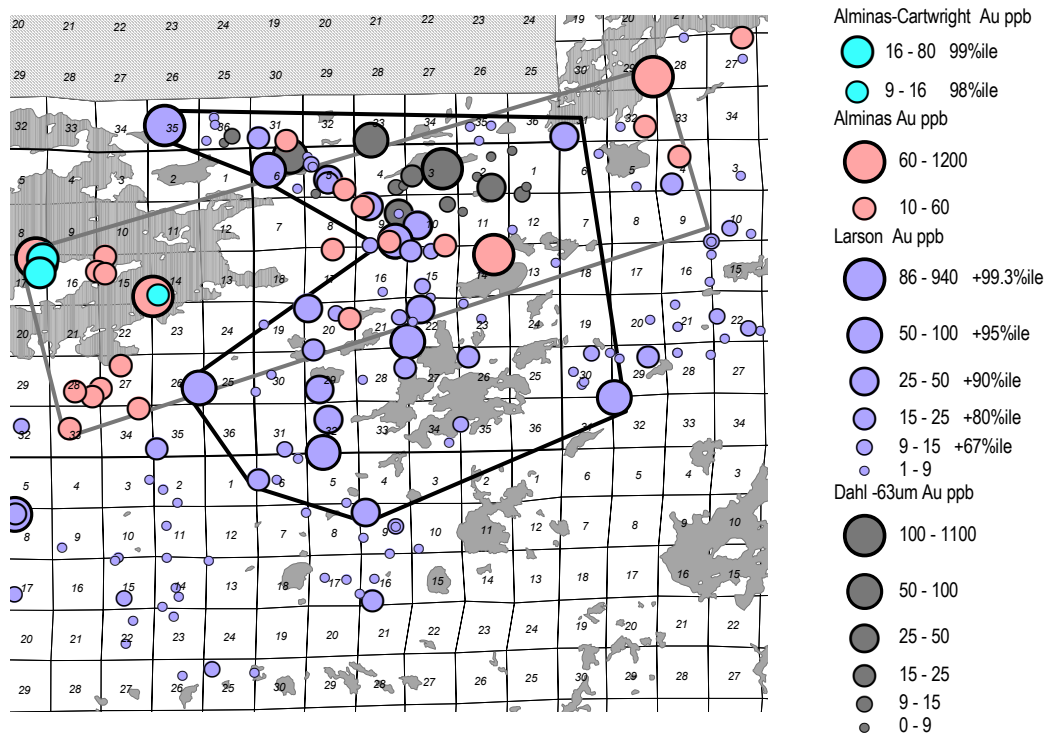 20 21 22 23 24 19 20 21 22 23 24 19 20 21
29 28 27 26 25 30 29 28 27 26 25 30 29 28 27
32 33 34 35 36 31 32 33 34 35 36 31 32 33 34
5 4 3 2 1 6 5 4 3 2 1 6 5 4 3
8 9 10 11 12 7 8 9 10 11 12 7 8 9 10
17 16 15 14 13 18 17 16 15 14 13 18 17 16 15
20 21 22 23 24 19 20 21 22 23 24 19 20 21 22
29 28 27 26 25 30 29 28 27 26 25 30 29 28 27
32 33 34 35 36 31 32 33 34 35 36 31 32 33 34
5 4 3 2 1 6 5 4 3 2 1 6 5 4 3
8 9 10 11 12 7 8 9 10 11 12 7 8 9 10
17 16 15 14 13 18 17 16 15 14 13 18 17 16 15
20 21 22 23 24 19 20 21 22 23 24 19 20 21 22
29 28 27 26 25 30 29 28 27 26 25 30 29 28 27
Alminas-Cartwright Au ppb
16 - 80 99%ile
9 - 16 98%ile
Alminas Au ppb
60 - 1200
10 - 60
Larson Au ppb
86 - 940 +99.3%ile
50 - 100 +95%ile
25 - 50 +90%ile
15 - 25 +80%ile
9 - 15 +67%ile
1 - 9
Dahl -63um Au ppb
100 - 1100
50 - 100
25 - 50
15 - 25
9 - 15
0 - 9